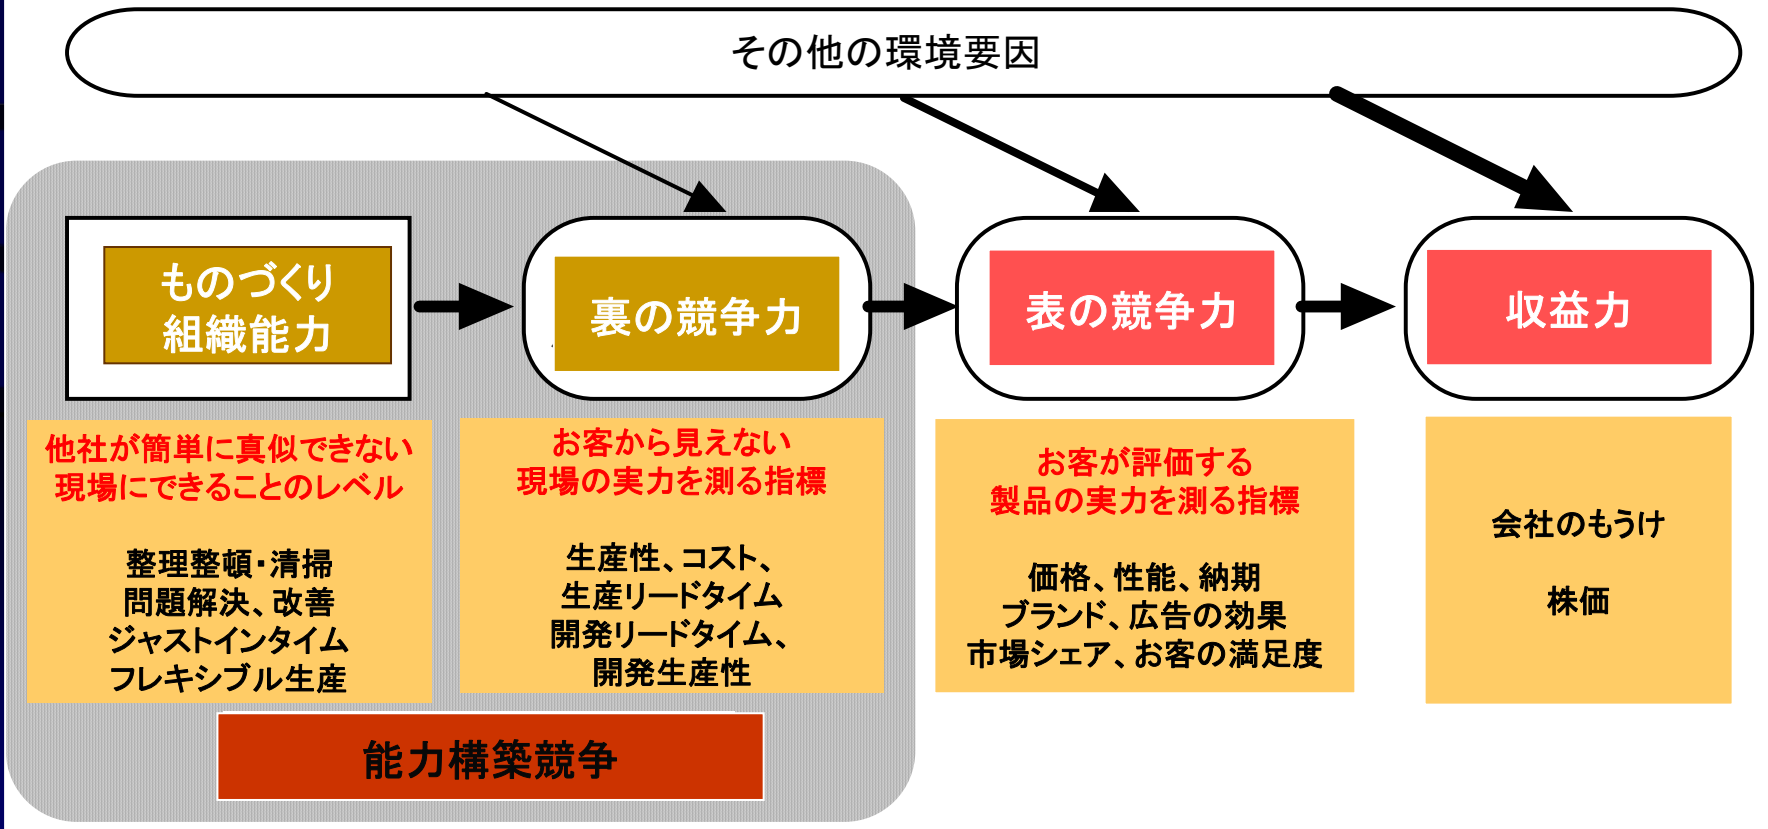 その他の環境要因
ものづくり
組織能力
裏の競争力
表の競争力
収益力
他社が簡単に真似できない
現場にできることのレベル
整理整頓・清掃
問題解決、改善
ジャストインタイム
フレキシブル生産
お客から見えない
現場の実力を測る指標
生産性、コスト、
生産リードタイム
開発リードタイム、
開発生産性
お客が評価する
製品の実力を測る指標
価格、性能、納期
ブランド、広告の効果
市場シェア、お客の満足度
会社のもうけ
株価
能力構築競争